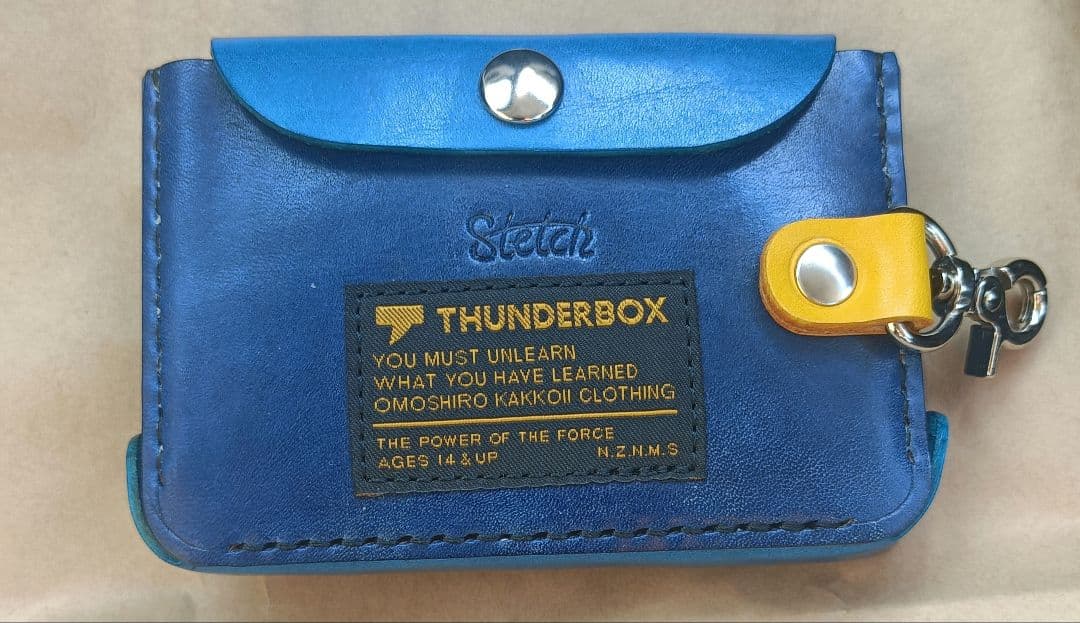 Stetch
THUNDERBOX
YOU MUST UNLEARN
WHAT YOU HAVE LEARNED
OMOSHIRO KAKKOII CLOTHING
THE POWER OF THE FORCE
AGES 14 & UP N.Z.N.M.S